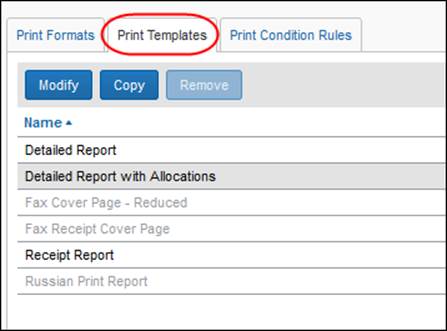 Print Formats Print Templates Print Condition Rules
Modify Copy Remove
Name
Detailed Report
Detailed Report with Allocations
Fax Cover Page - Reduced
Fax Receipt Cover Page
Receipt Report
Russian Print Report